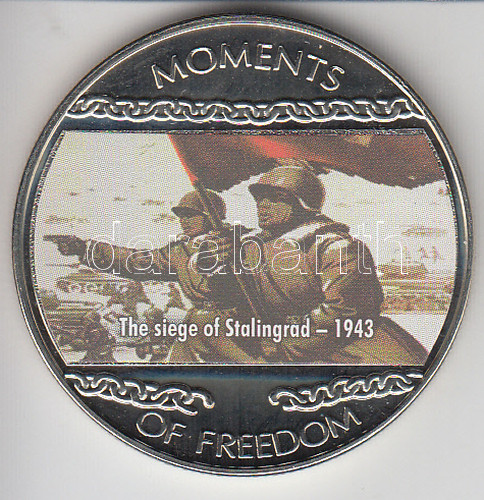 MOMENTS
darabanth
The siege of Stalingrad – 1943
OF FREEDOM